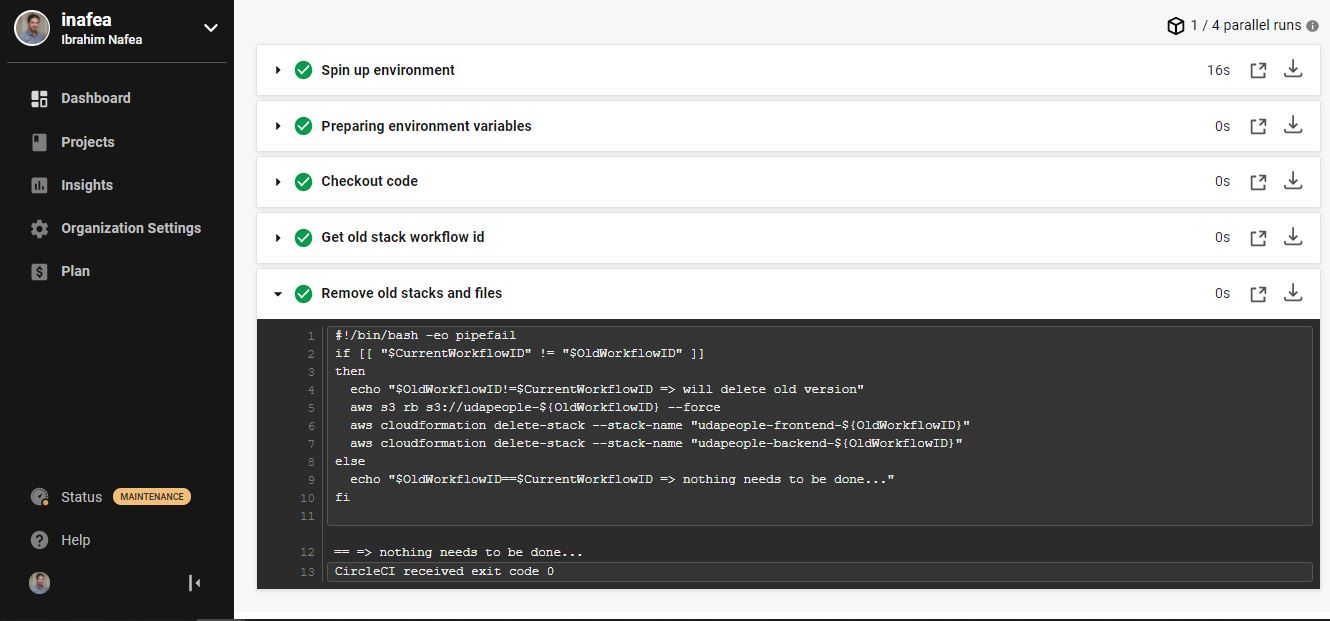 inafea
Ibrahim Nafea
Dashboard
Projects
Insights
Organization Settings
Plan
Status MAINTENANCE
Help
1 / 4 parallel runs
Spin up environment 16s
Preparing environment variables 0s
Checkout code 0s
Get old stack workflow id 0s
Remove old stacks and files 0s
1 #!/bin/bash -eo pipefail
2 if [[ "$CurrentWorkflowID" != "$OldWorkflowID" ]]
3 then
4   echo "$OldWorkflowID!=$CurrentWorkflowID => will delete old version"
5   aws s3 rb s3://udapeople-${OldWorkflowID} --force
6   aws cloudformation delete-stack --stack-name "udapeople-frontend-${OldWorkflowID}"
7   aws cloudformation delete-stack --stack-name "udapeople-backend-${OldWorkflowID}"
8 else
9   echo "$OldWorkflowID==$CurrentWorkflowID => nothing needs to be done..."
10 fi
11
12 == => nothing needs to be done...
13 CircleCI received exit code 0